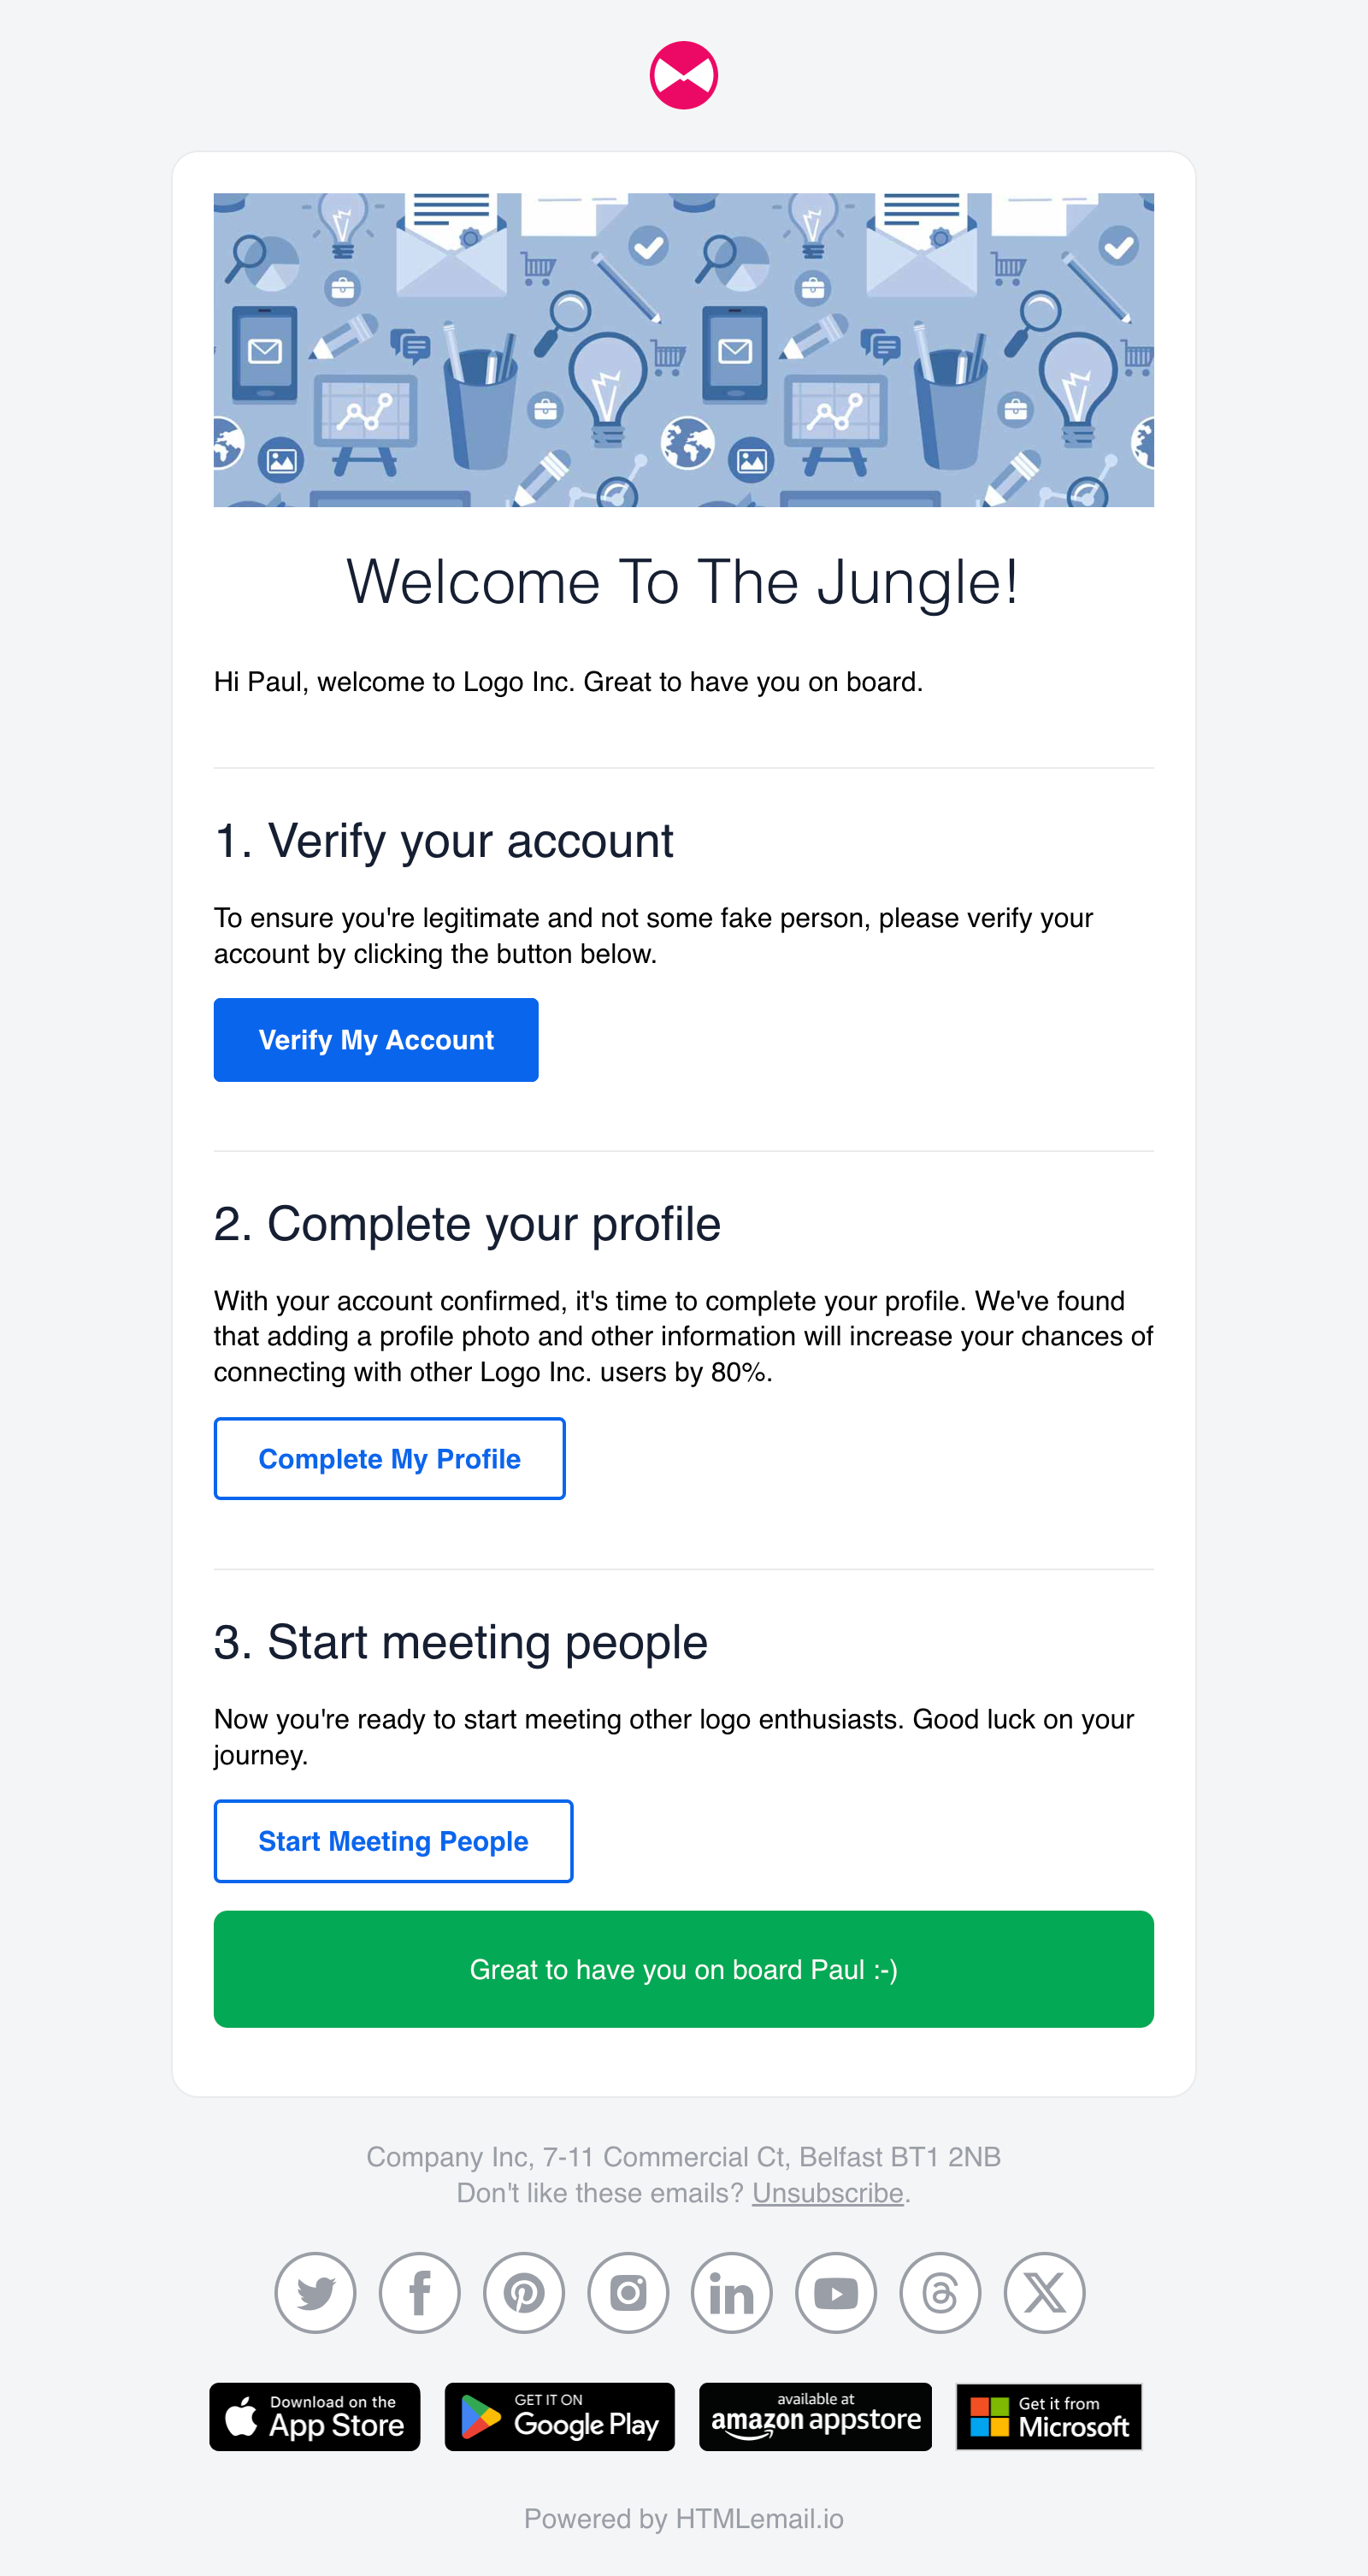 Welcome To The Jungle!
Hi Paul, welcome to Logo Inc. Great to have you on board.
1. Verify your account
To ensure you're legitimate and not some fake person, please verify your
account by clicking the button below.
Verify My Account
2. Complete your profile
With your account confirmed, it's time to complete your profile. We've found
that adding a profile photo and other information will increase your chances of
connecting with other Logo Inc. users by 80%.
Complete My Profile
3. Start meeting people
Now you're ready to start meeting other logo enthusiasts. Good luck on your
journey.
Start Meeting People
Great to have you on board Paul :-)
Company Inc, 7-11 Commercial Ct, Belfast BT1 2NB
Don't like these emails? Unsubscribe.
Download on the
App Store
GET IT ON
Google Play
available at
amazon appstore
Get it from
Microsoft
Powered by HTMLemail.io